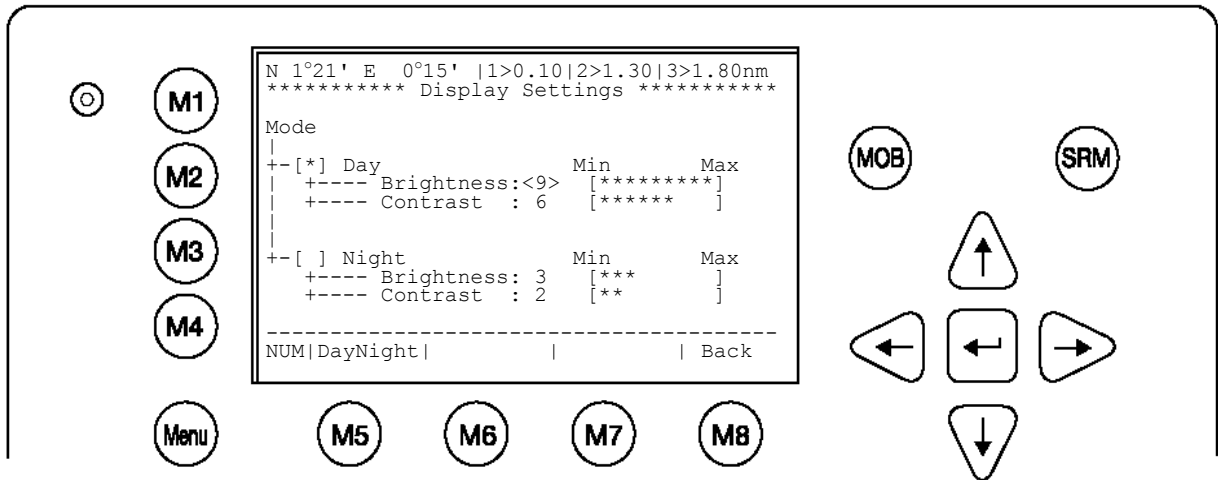 N 1°21' E 0°15' |1>0.10|2>1.30|3>1.80nm
*********** Display Settings ***********
Mode
|
+-[*] Day Min Max
| +---- Brightness:<9> [*********]
| +---- Contrast : 6 [****** ]
|
|
+-[ ] Night Min Max
+---- Brightness: 3 [*** ]
+---- Contrast : 2 [** ]
----------------------------------------
NUM|DayNight| | | Back
M1
M2
M3
M4
Menu
M5
M6
M7
M8
MOB
SRM